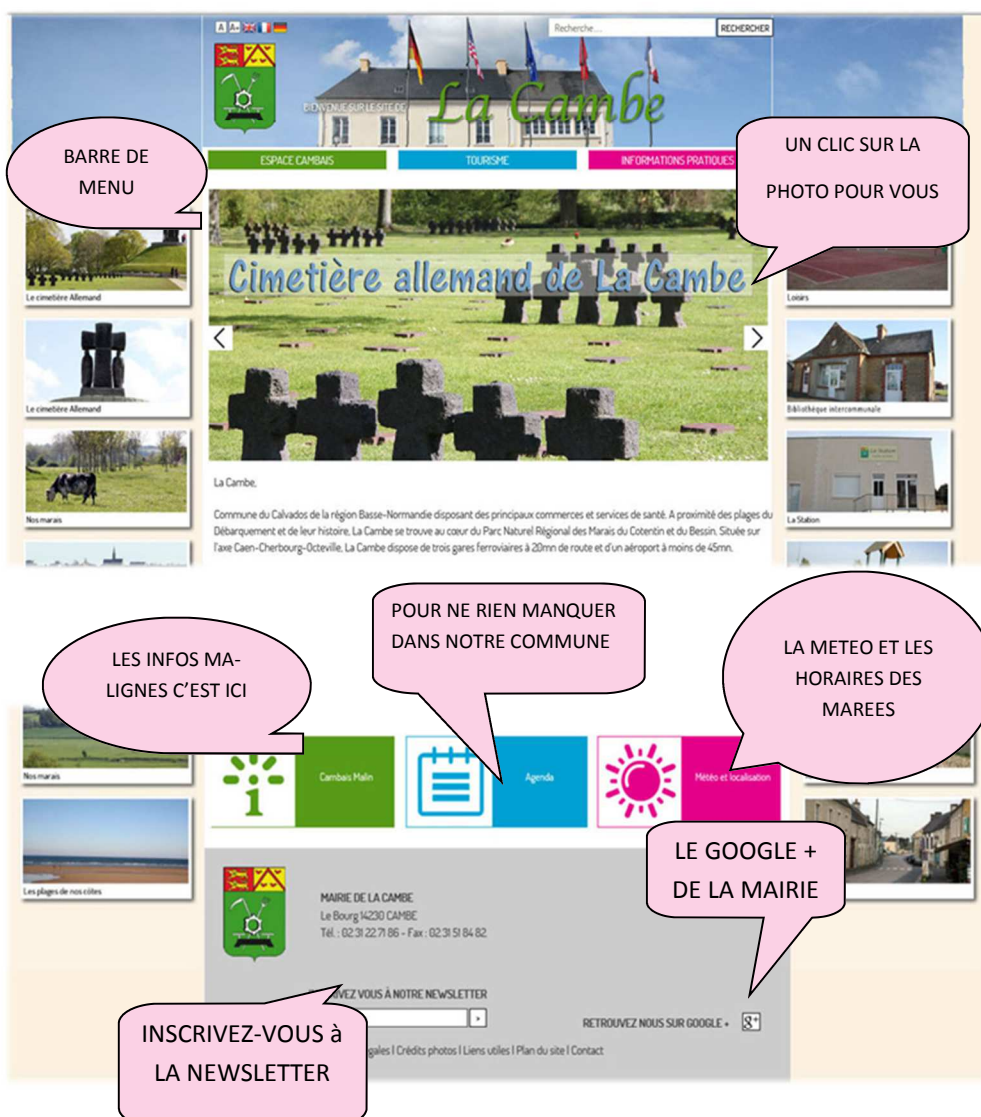 A A+
Recherche.... RECHERCHER
BIENVENUE SUR LE SITE DE
La Cambe
BARRE DE
MENU
ESPACE CAMBAIS TOURISME INFORMATIONS PRATIQUES
UN CLIC SUR LA
PHOTO POUR VOUS
Cimetière allemand de La Cambe
Le cimetière Allemand
Loisirs
Le cimetière Allemand
Bibliothèque intercommunale
Nos marais
La Station
La Cambe,
Commune du Calvados de la région Basse-Normandie disposant des principaux commerces et services de santé. A proximité des plages du
Débarquement et de leur histoire, La Cambe se trouve au cœur du Parc Naturel Régional des Marais du Cotentin et du Bessin. Située sur
l'axe Caen-Cherbourg-Octeville, La Cambe dispose de trois gares ferroviaires à 20mn de route et d'un aéroport à moins de 45mn.
POUR NE RIEN MANQUER
DANS NOTRE COMMUNE
LES INFOS MA-
LIGNES C'EST ICI
LA METEO ET LES
HORAIRES DES
MAREES
Nos marais
Cambais Malin
Agenda
Météo et localisation
Les plages de nos côtes
LE GOOGLE +
DE LA MAIRIE
MAIRIE DE LA CAMBE
Le Bourg 14230 CAMBE
Tél. : 02 31 22 71 86 - Fax : 02 31 51 84 82
VOUS À NOTRE NEWSLETTER
RETROUVEZ NOUS SUR GOOGLE + g+
INSCRIVEZ-VOUS à
LA NEWSLETTER
| Crédits photos | Liens utiles | Plan du site | Contact